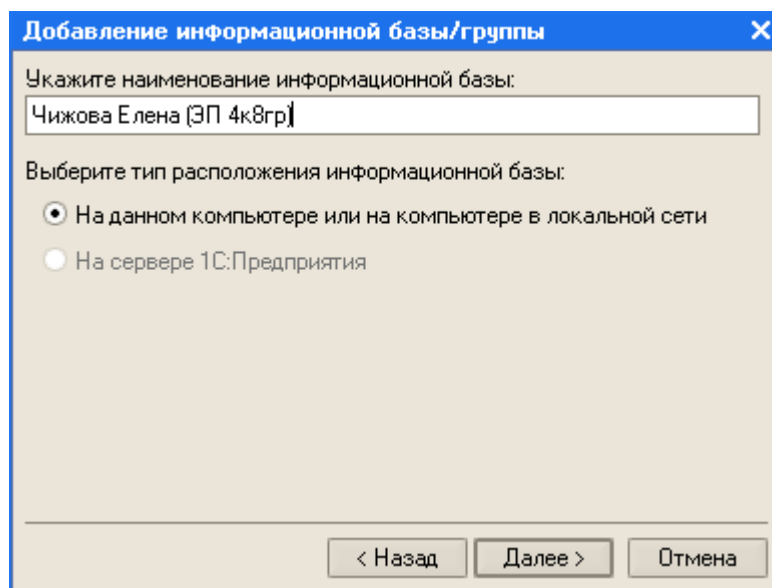 Добавление информационной базы/группы
Укажите наименование информационной базы:
Чижова Елена (ЭП 4к8гр)
Выберите тип расположения информационной базы:
На данном компьютере или на компьютере в локальной сети
На сервере 1С:Предприятия
< Назад Далее > Отмена